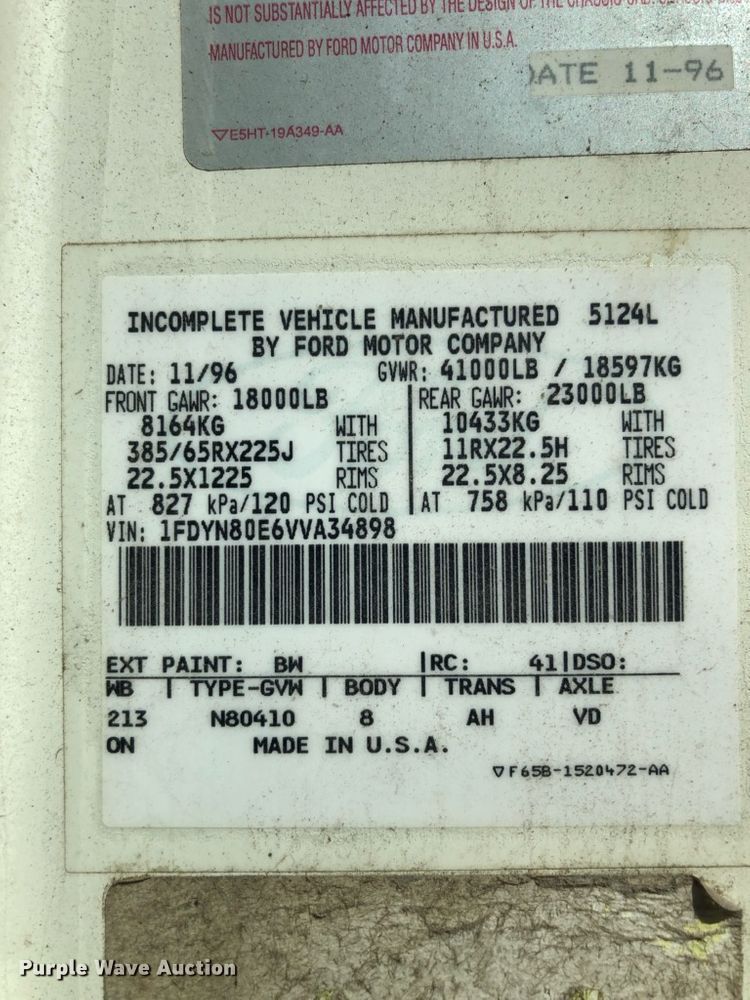 IS NOT SUBSTANTIALLY AFFECTED BY THE DESIGN OF THE CHASSIS-CAB.
MANUFACTURED BY FORD MOTOR COMPANY IN U.S.A.
DATE 11-96
▽E5HT-19A349-AA
INCOMPLETE VEHICLE MANUFACTURED 5124L
BY FORD MOTOR COMPANY
DATE: 11/96 GVWR: 41000LB / 18597KG
FRONT GAWR: 18000LB REAR GAWR: 23000LB
8164KG WITH 10433KG WITH
385/65RX225J TIRES 11RX22.5H TIRES
22.5X1225 RIMS 22.5X8.25 RIMS
AT 827 kPa/120 PSI COLD AT 758 kPa/110 PSI COLD
VIN: 1FDYN80E6VVA34898
EXT PAINT: BW |RC: 41|DSO:
WB | TYPE-GVW | BODY | TRANS | AXLE
213 N80410 8 AH VD
ON MADE IN U.S.A.
▽F65B-1520472-AA
Purple Wave Auction